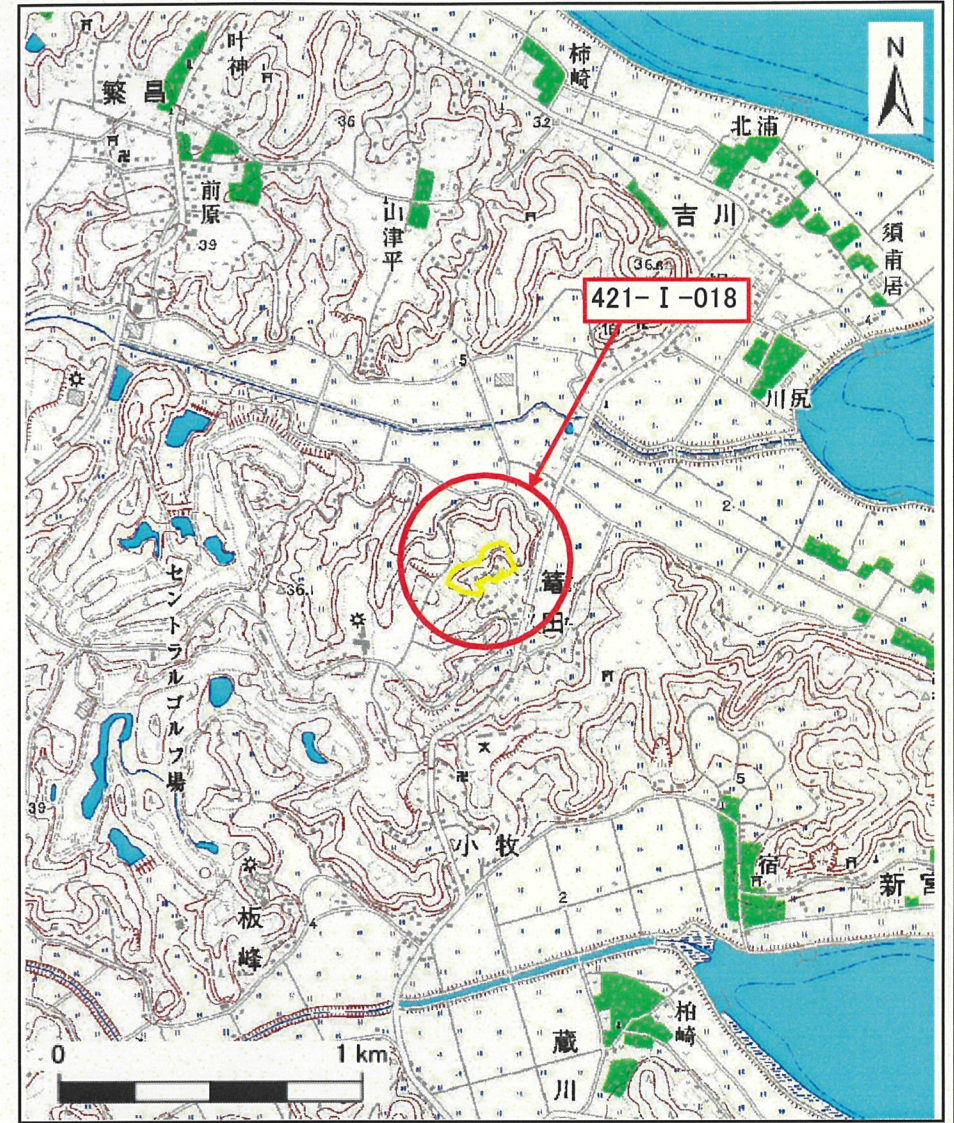 N
叶神
繁昌
柿崎
36
32
北浦
前原
39
山津平
吉川
須甫居
36.8
421-Ⅰ-018
5
4
川尻
2
36.1
セントラルゴルフ場
篭田
39
5
小牧
宿
新宮
2
板峰
4
柏崎
蔵川
0
1 km